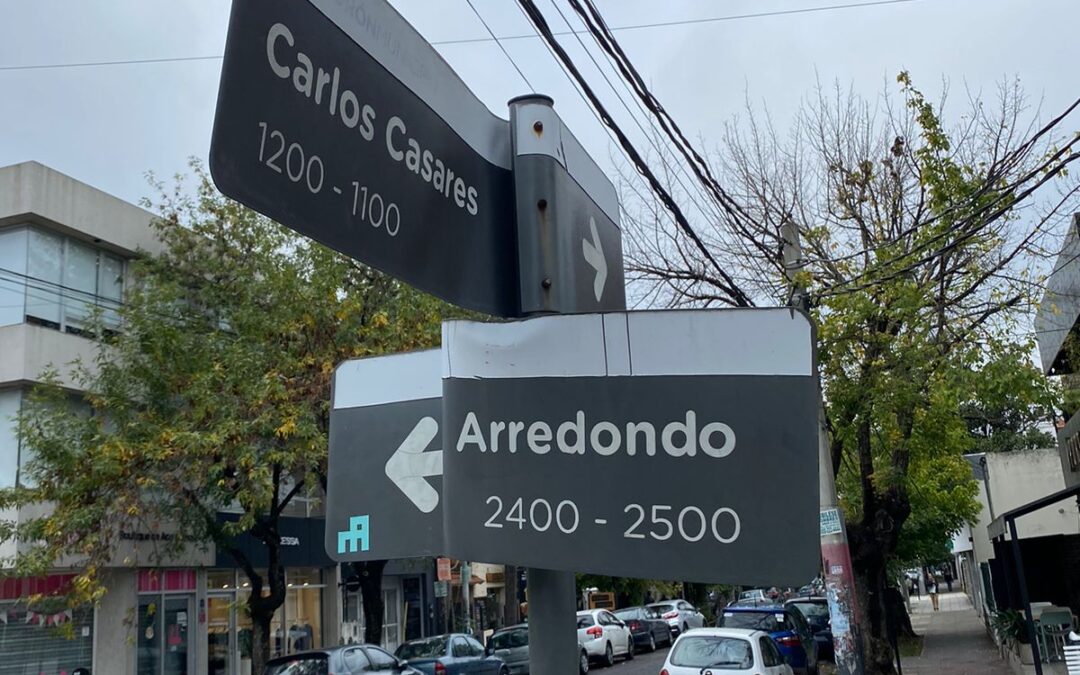 Carlos Casares
1200 - 1100
Arredondo
2400 - 2500